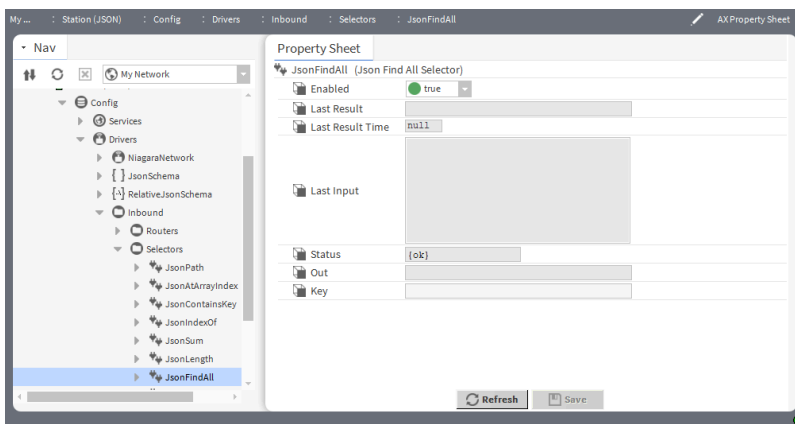 My ... : Station (JSON) : Config : Drivers : Inbound : Selectors : JsonFindAll AX Property Sheet
Nav
My Network
Config
Services
Drivers
NiagaraNetwork
{ } JsonSchema
{A} RelativeJsonSchema
Inbound
Routers
Selectors
JsonPath
JsonAtArrayIndex
JsonContainsKey
JsonIndexOf
JsonSum
JsonLength
JsonFindAll
Property Sheet
JsonFindAll (Json Find All Selector)
Enabled true
Last Result
Last Result Time null
Last Input
Status {ok}
Out
Key
Refresh Save